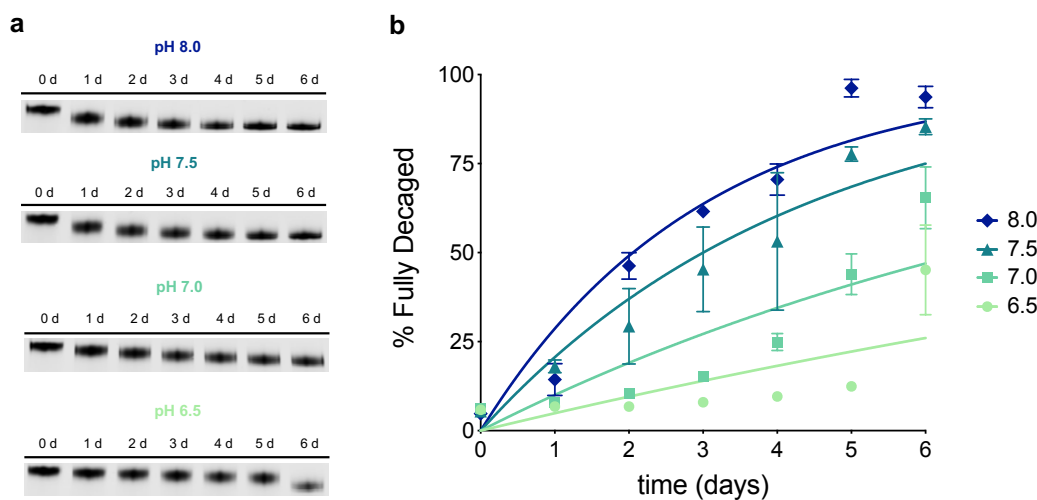 a
pH 8.0
0 d 1 d 2 d 3 d 4 d 5 d 6 d
pH 7.5
0 d 1 d 2 d 3 d 4 d 5 d 6 d
pH 7.0
0 d 1 d 2 d 3 d 4 d 5 d 6 d
pH 6.5
0 d 1 d 2 d 3 d 4 d 5 d 6 d
b
% Fully Decaged
100
75
50
25
0
0 1 2 3 4 5 6
time (days)
8.0
7.5
7.0
6.5